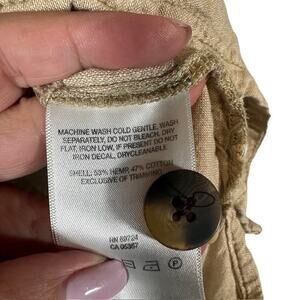 MACHINE WASH COLD GENTLE. WASH
SEPARATELY, DO NOT BLEACH, DRY
FLAT, IRON LOW, IF PRESENT DO NOT
IRON DECAL, DRYCLEANABLE
SHELL: 53% HEMP, 47% COTTON
EXCLUSIVE OF TRIMMING
RN 69724
CA 05357